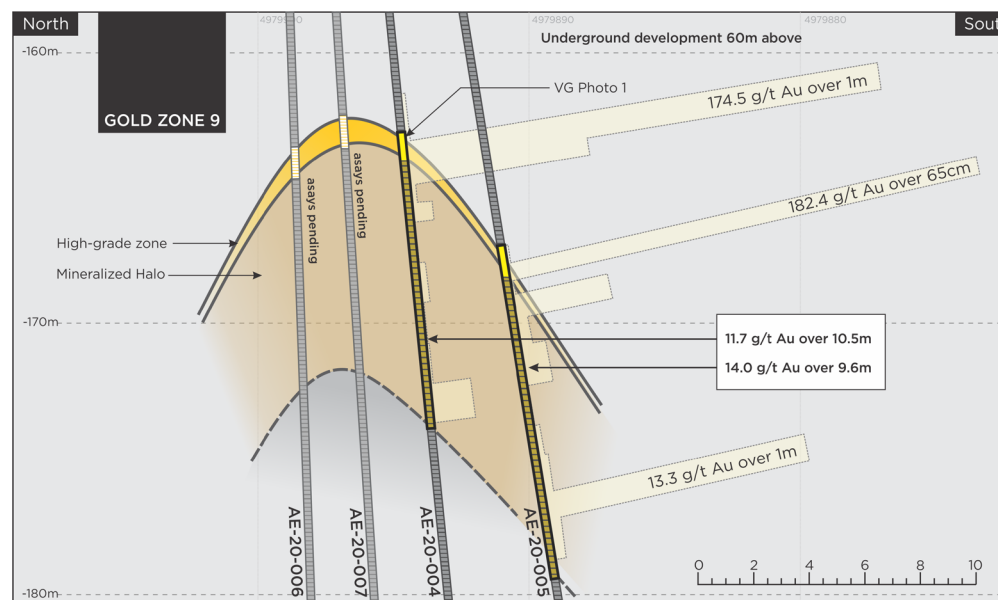 North
4979900
4979890
4979880
Underground development 60m above
-160m
GOLD ZONE 9
VG Photo 1
174.5 g/t Au over 1m
182.4 g/t Au over 65cm
asays pending
asays pending
High-grade zone
Mineralized Halo
-170m
11.7 g/t Au over 10.5m
14.0 g/t Au over 9.6m
13.3 g/t Au over 1m
AE-20-006
AE-20-007
AE-20-004
AE-20-005
0 2 4 6 8 10
-180m